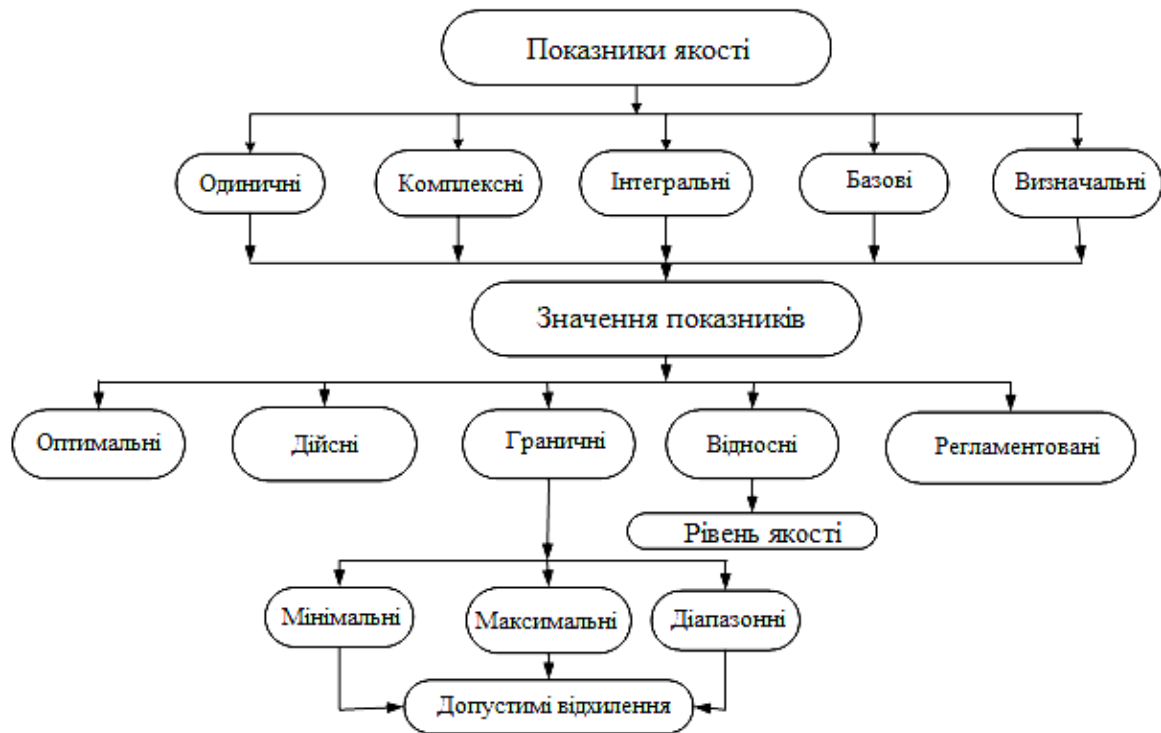 Показники якості
Одиничні
Комплексні
Інтегральні
Базові
Визначальні
Значення показників
Оптимальні
Дійсні
Граничні
Відносні
Регламентовані
Рівень якості
Мінімальні
Максимальні
Діапазонні
Допустимі відхилення